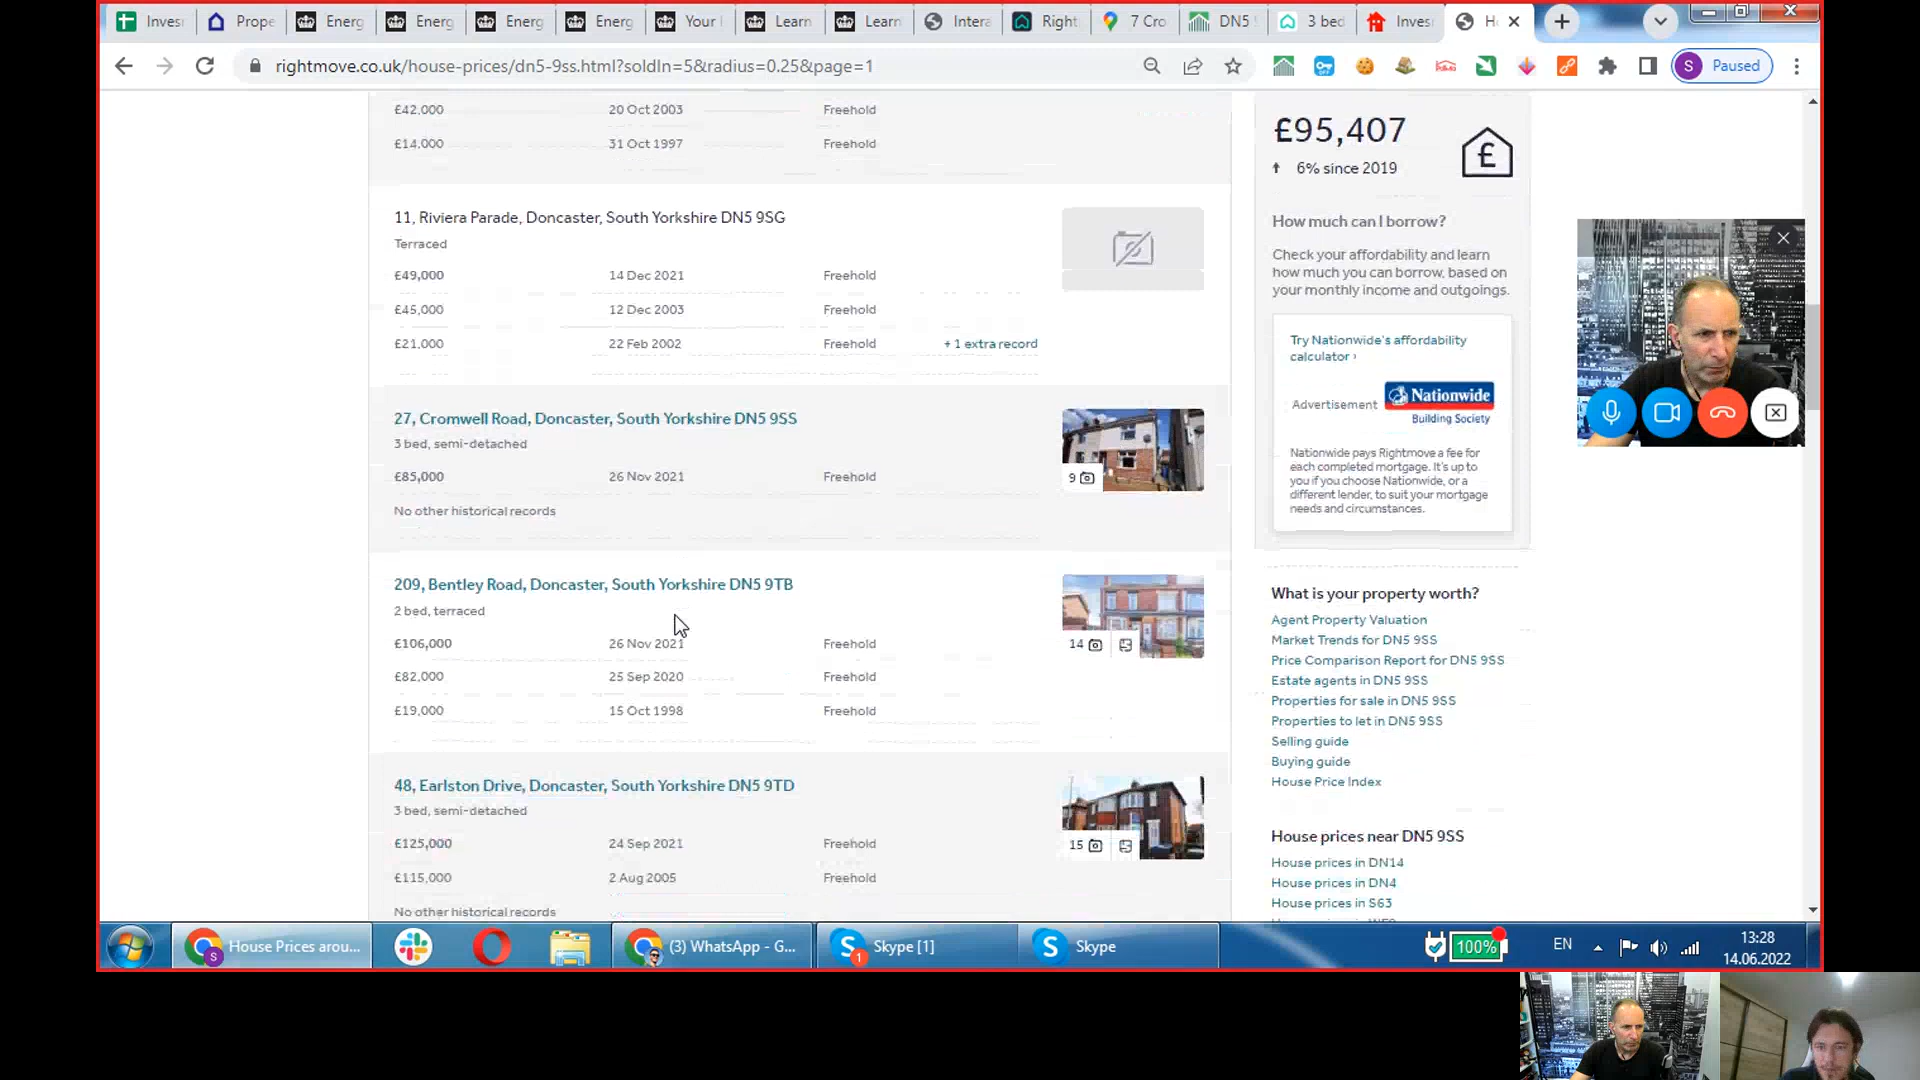 Inves
Prope
Energ
Energ
Energ
Energ
Your
Learn
Learn
Intera
Right
7 Cro
DN5
3 bed
Inves
rightmove.co.uk/house-prices/dn5-9ss.html?soldIn=5&radius=0.25&page=1
S
Paused
£42,000 20 Oct 2003 Freehold
£14,000 31 Oct 1997 Freehold
11, Riviera Parade, Doncaster, South Yorkshire DN5 9SG
Terraced
£49,000 14 Dec 2021 Freehold
£45,000 12 Dec 2003 Freehold
£21,000 22 Feb 2002 Freehold + 1 extra record
27, Cromwell Road, Doncaster, South Yorkshire DN5 9SS
3 bed, semi-detached
£85,000 26 Nov 2021 Freehold
9
No other historical records
209, Bentley Road, Doncaster, South Yorkshire DN5 9TB
2 bed, terraced
£106,000 26 Nov 2021 Freehold
14
£82,000 25 Sep 2020 Freehold
£19,000 15 Oct 1998 Freehold
48, Earlston Drive, Doncaster, South Yorkshire DN5 9TD
3 bed, semi-detached
£125,000 24 Sep 2021 Freehold
15
£115,000 2 Aug 2005 Freehold
No other historical records
£95,407
£
6% since 2019
How much can I borrow?
Check your affordability and learn
how much you can borrow, based on
your monthly income and outgoings.
Try Nationwide's affordability
calculator ›
Advertisement
Nationwide
Building Society
Nationwide pays Rightmove a fee for
each completed mortgage. It's up to
you if you choose Nationwide, or a
different lender, to suit your mortgage
needs and circumstances.
What is your property worth?
Agent Property Valuation
Market Trends for DN5 9SS
Price Comparison Report for DN5 9SS
Estate agents in DN5 9SS
Properties for sale in DN5 9SS
Properties to let in DN5 9SS
Selling guide
Buying guide
House Price Index
House prices near DN5 9SS
House prices in DN14
House prices in DN4
House prices in S63
House Prices arou...
(3) WhatsApp - G...
Skype [1]
1
Skype
100%
EN
13:28
14.06.2022